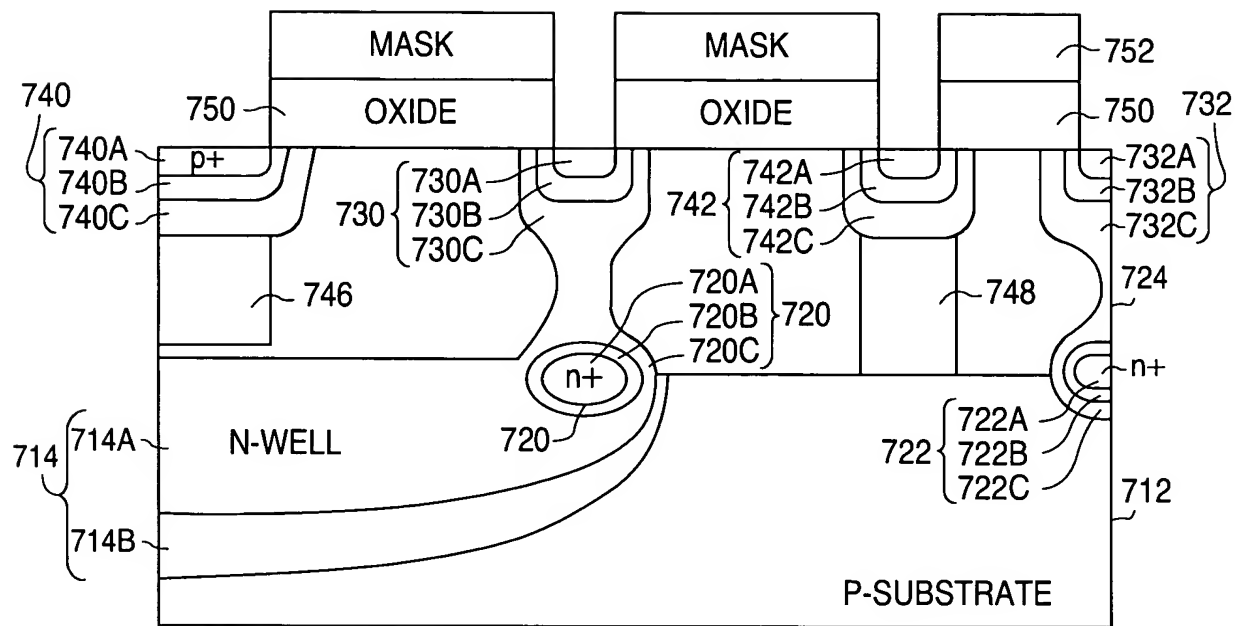 MASK MASK 752
740 750 OXIDE OXIDE 750 732
740A p+ 730A 742A 732A
740B 730 730B 742 742B 732B
740C 730C 742C 732C
746 720A 748 724
720B 720
720C
n+ n+
720 722A
714A N-WELL 722 722B
714 722C 712
714B
P-SUBSTRATE